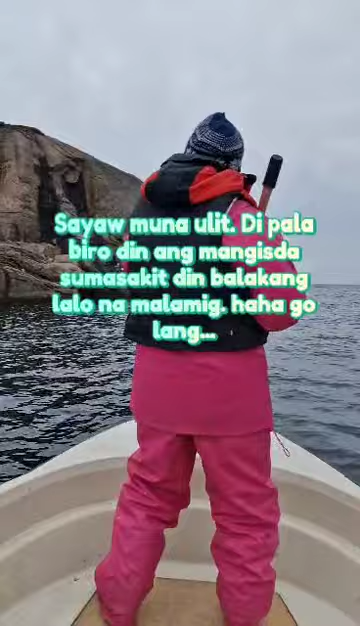 Sayaw muna ulit. Di pala
biro din ang mangisda
sumasakit din balakang
lalo na malamig. haha go
lang...